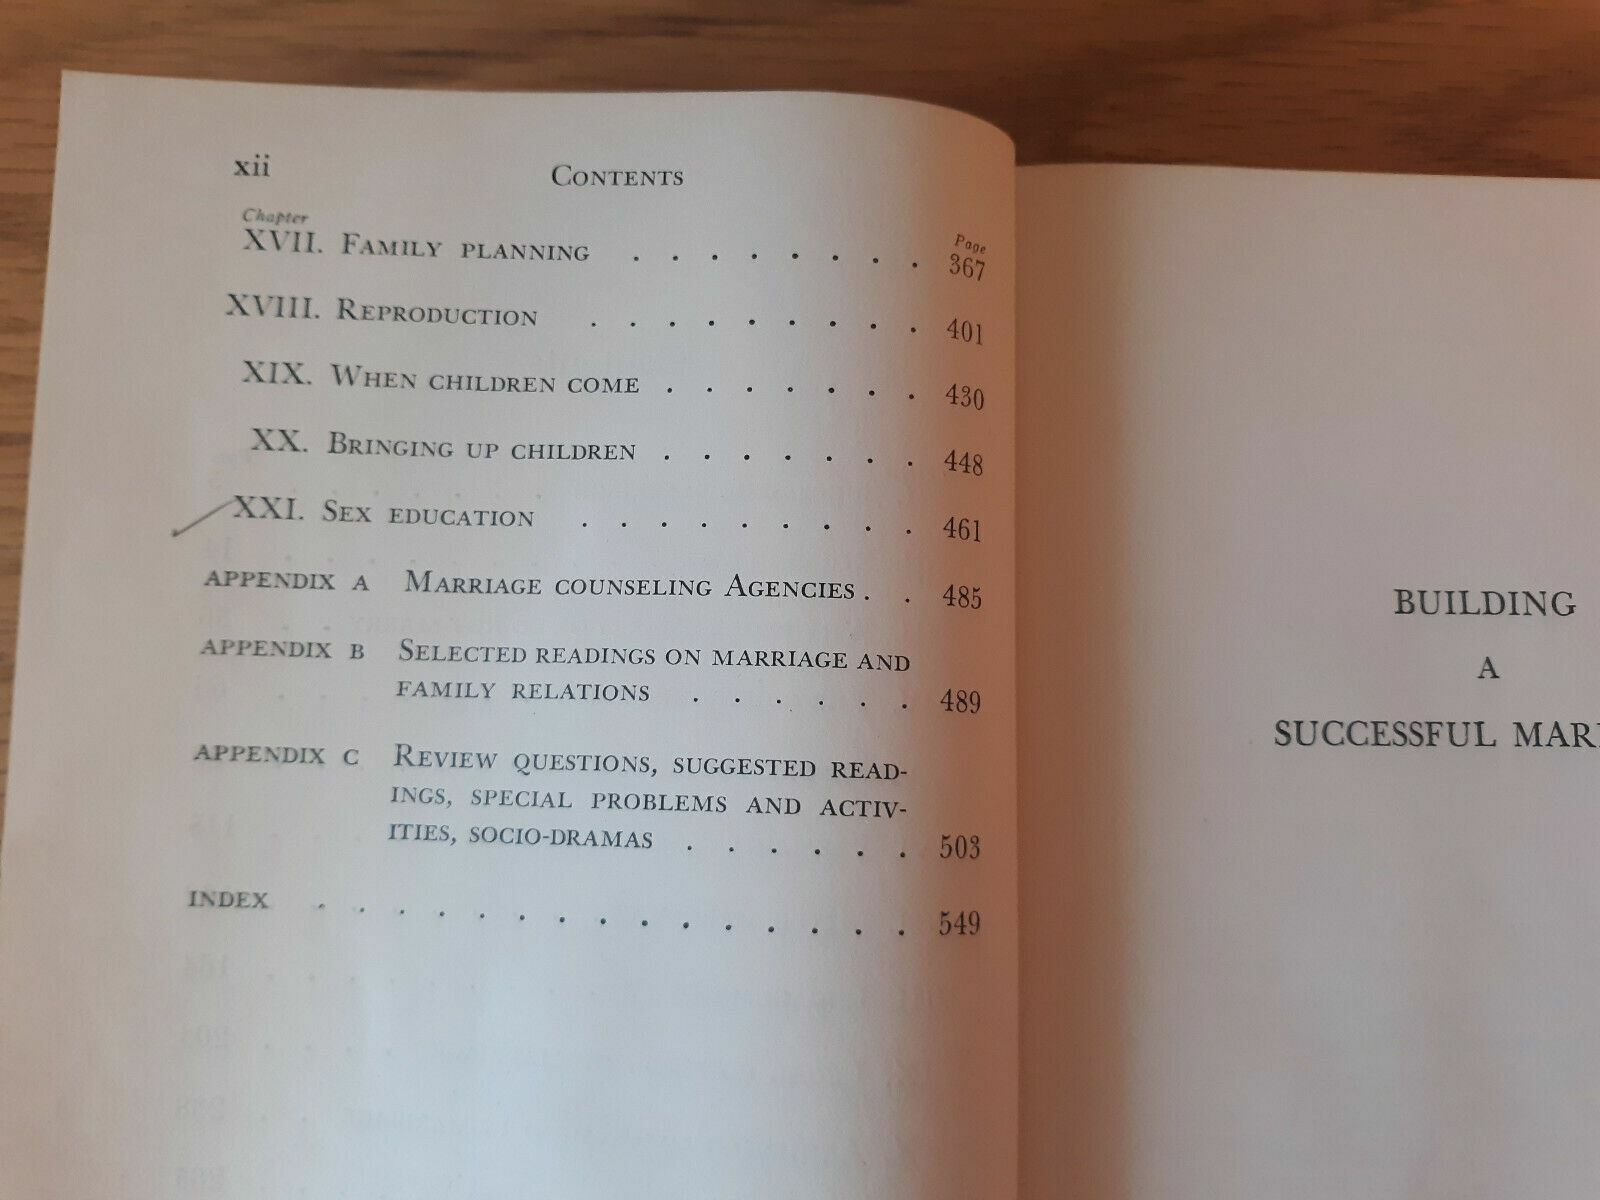 xii CONTENTS
Chapter Page
XVII. FAMILY PLANNING . . . . . . . . 367
XVIII. REPRODUCTION . . . . . . . . . 401
XIX. WHEN CHILDREN COME . . . . . . . 430
XX. BRINGING UP CHILDREN . . . . . . . 448
XXI. SEX EDUCATION . . . . . . . . . 461
APPENDIX A MARRIAGE COUNSELING AGENCIES . . 485
APPENDIX B SELECTED READINGS ON MARRIAGE AND
FAMILY RELATIONS . . . . . . 489
APPENDIX C REVIEW QUESTIONS, SUGGESTED READ-
INGS, SPECIAL PROBLEMS AND ACTIV-
ITIES, SOCIO-DRAMAS . . . . . . 503
INDEX . . . . . . . . . . . . . . . 549
BUILDING
A
SUCCESSFUL